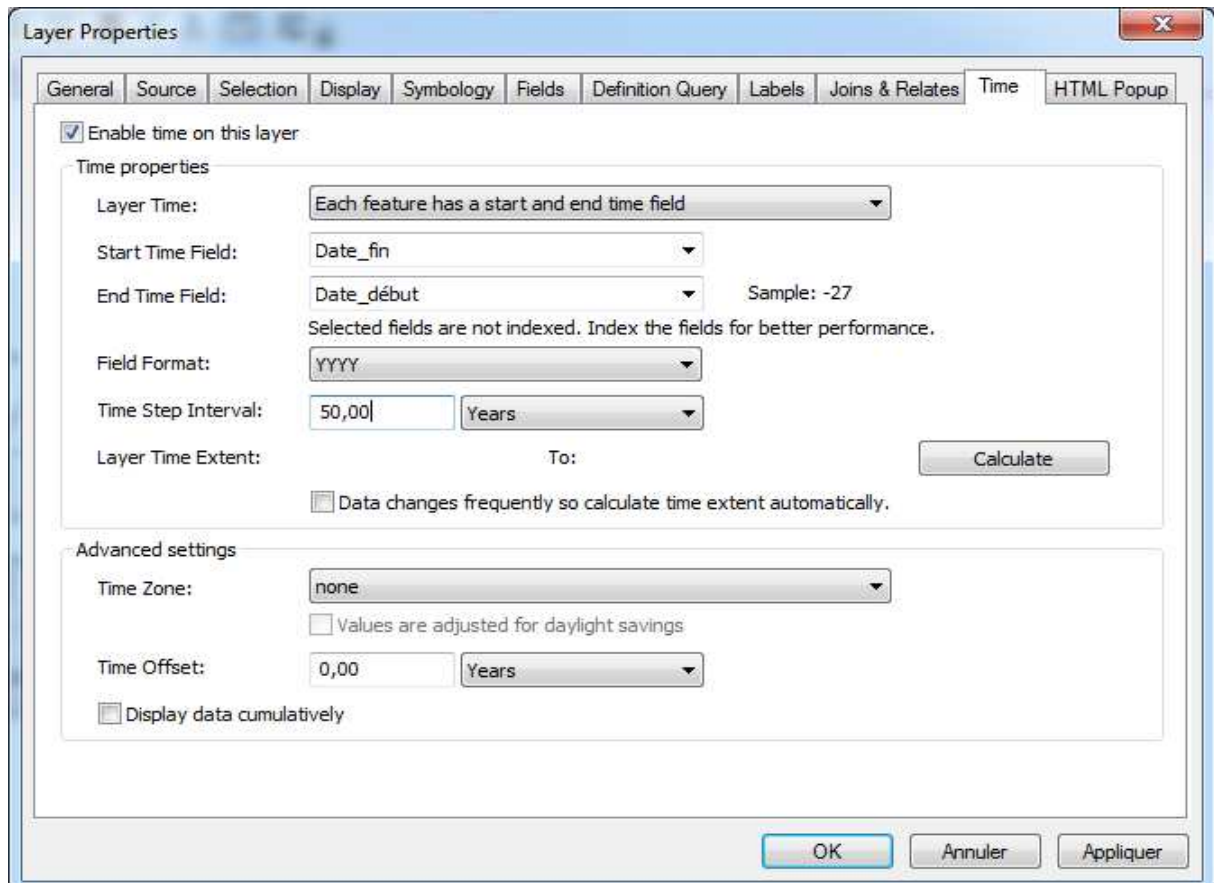 Layer Properties
General Source Selection Display Symbology Fields Definition Query Labels Joins & Relates Time HTML Popup
Enable time on this layer
Time properties
Layer Time: Each feature has a start and end time field
Start Time Field: Date_fin
End Time Field: Date_début Sample: -27
Selected fields are not indexed. Index the fields for better performance.
Field Format: YYYY
Time Step Interval: 50,00 Years
Layer Time Extent: To: Calculate
Data changes frequently so calculate time extent automatically.
Advanced settings
Time Zone: none
Values are adjusted for daylight savings
Time Offset: 0,00 Years
Display data cumulatively
OK Annuler Appliquer